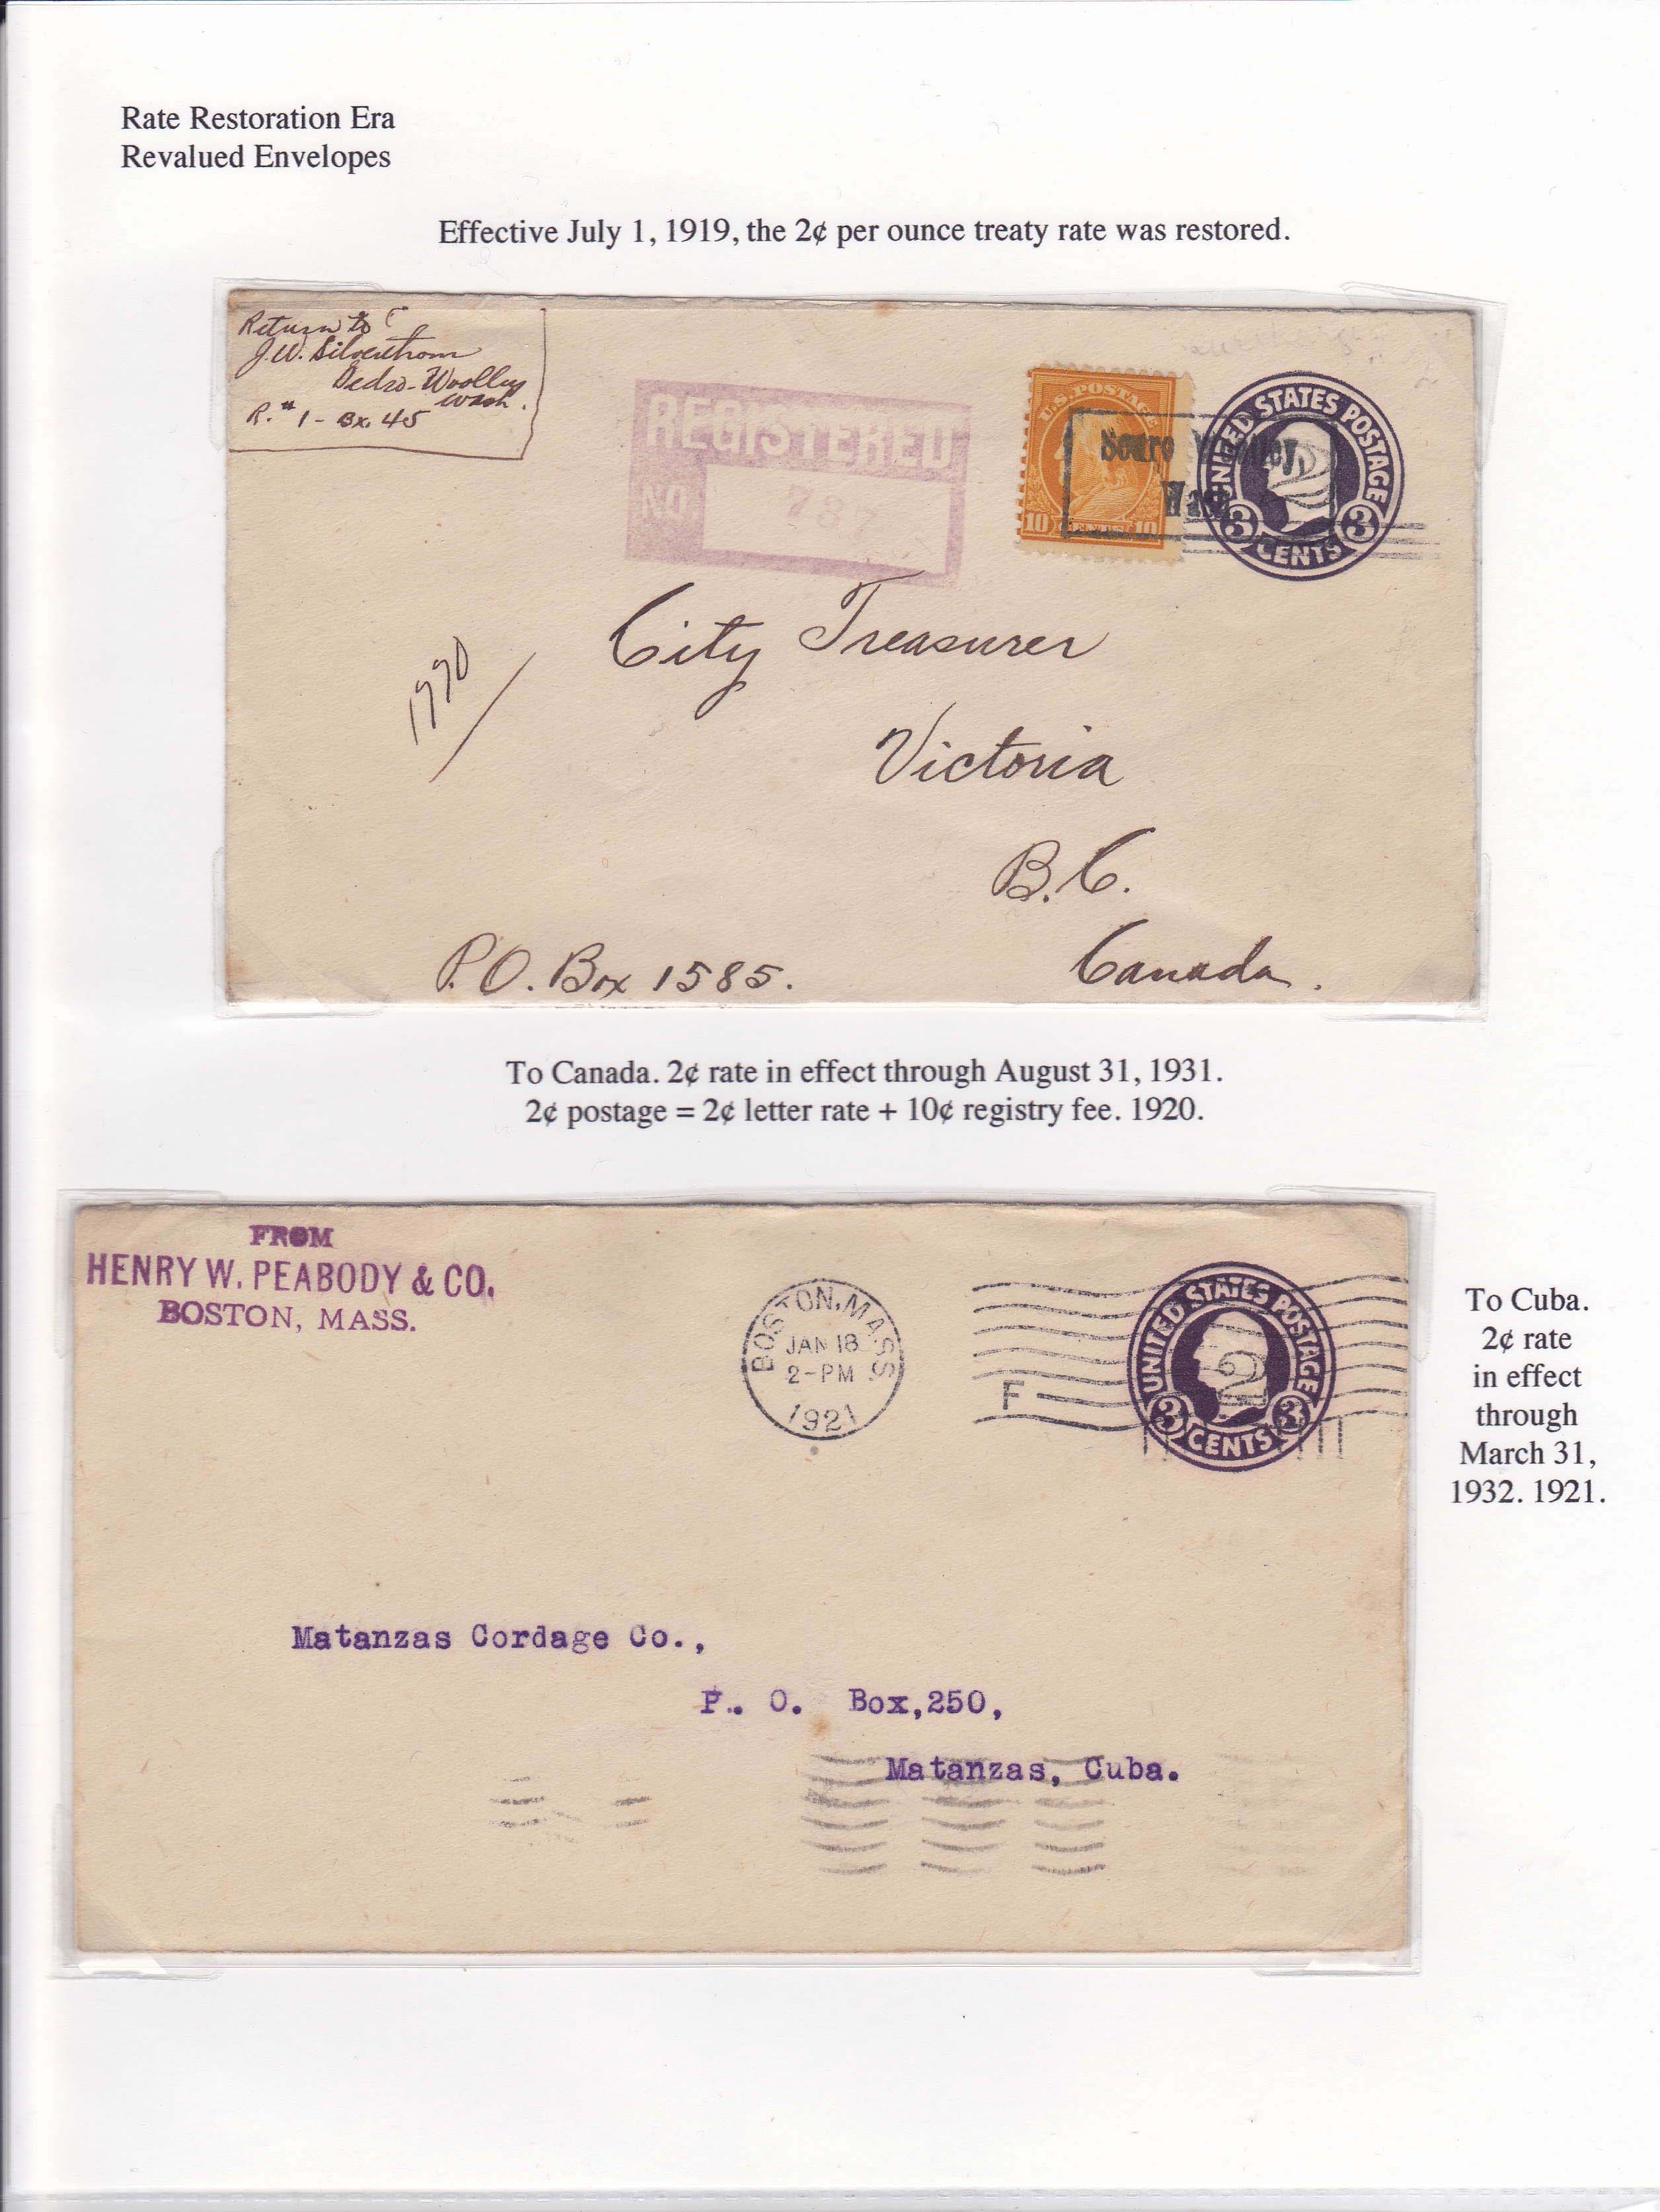 Rate Restoration Era
Revalued Envelopes
Effective July 1, 1919, the 2¢ per ounce treaty rate was restored.
Return to
J.W. Silverthorn
Sedro-Woolley
Wash.
R. #1 - Bx. 45
REGISTERED
NO. 787
U.S. POSTAGE
10 CENTS 10
Wash
UNITED STATES POSTAGE
3 CENTS 3
City Treasurer
1990
Victoria
B.C.
Canada.
P.O. Box 1585.
To Canada. 2¢ rate in effect through August 31, 1931.
2¢ postage = 2¢ letter rate + 10¢ registry fee. 1920.
FROM
HENRY W. PEABODY & CO.
BOSTON, MASS.
BOSTON, MASS
JAN 18
2-PM
1921
F
UNITED STATES POSTAGE
2
3 CENTS 3
To Cuba.
2¢ rate
in effect
through
March 31,
1932. 1921.
Matanzas Cordage Co.,
P. O. Box,250,
Matanzas, Cuba.